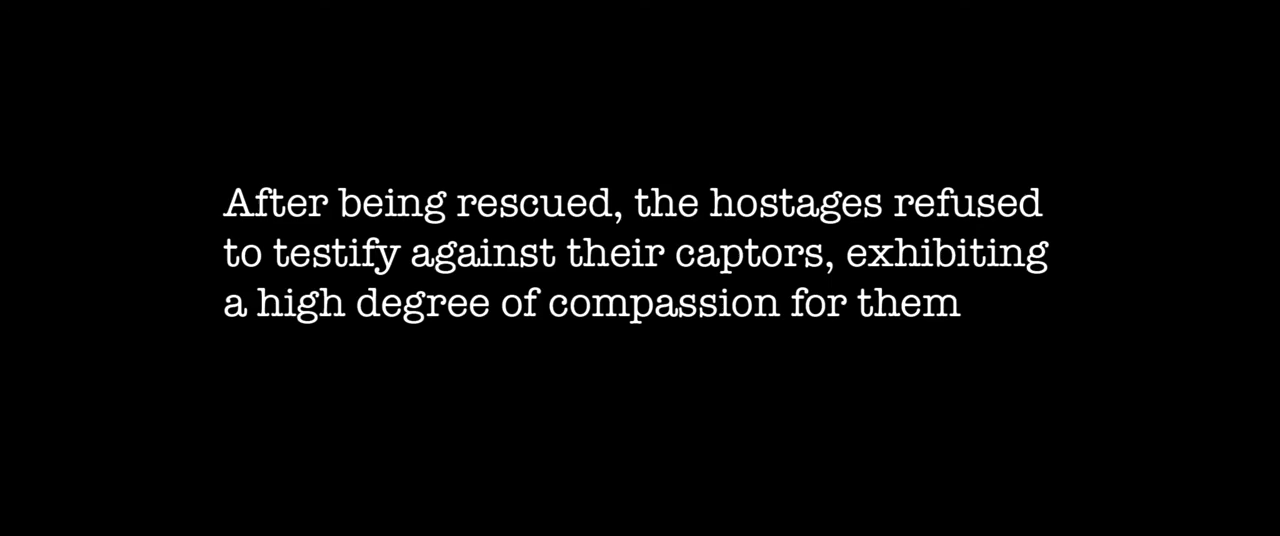 After being rescued, the hostages refused
to testify against their captors, exhibiting
a high degree of compassion for them